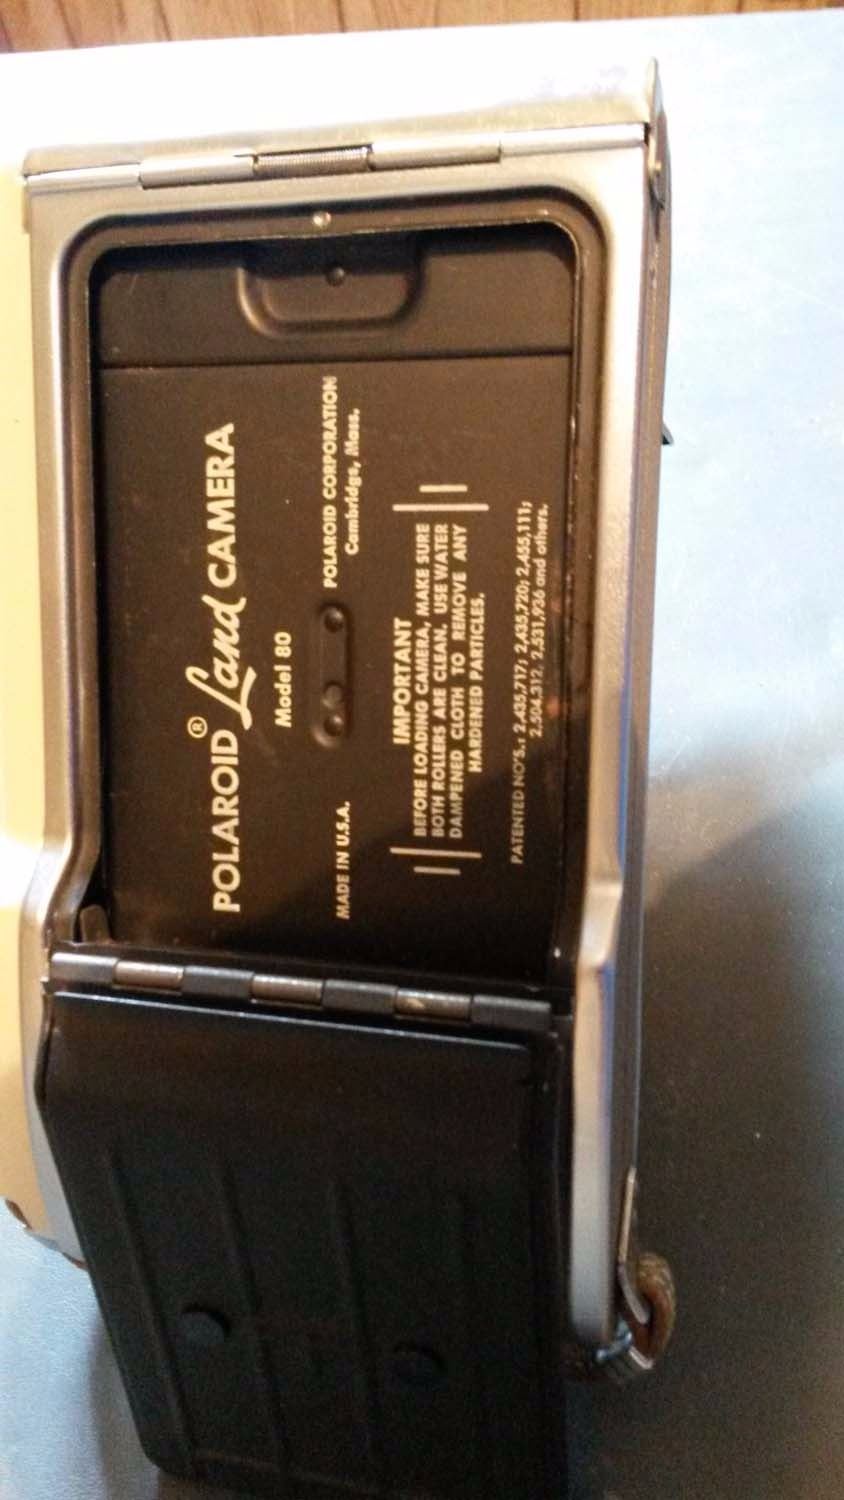 POLAROID® Land CAMERA
Model 80
MADE IN U.S.A.
POLAROID CORPORATION
Cambridge, Mass.
IMPORTANT
BEFORE LOADING CAMERA, MAKE SURE
BOTH ROLLERS ARE CLEAN. USE WATER
DAMPENED CLOTH TO REMOVE ANY
HARDENED PARTICLES.
PATENTED NO'S.: 2,435,717; 2,435,720; 2,455,111;
2,504,312, 2,531,936 and others.